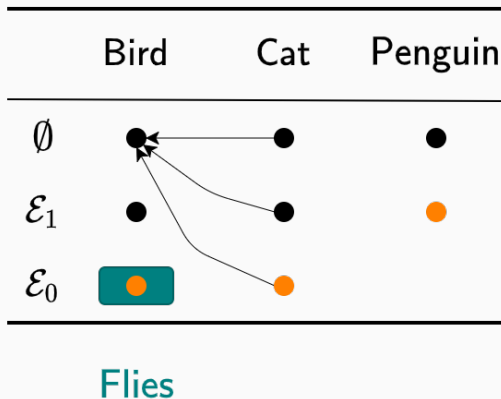 Bird Cat Penguin
∅
ℰ₁
ℰ₀
Flies